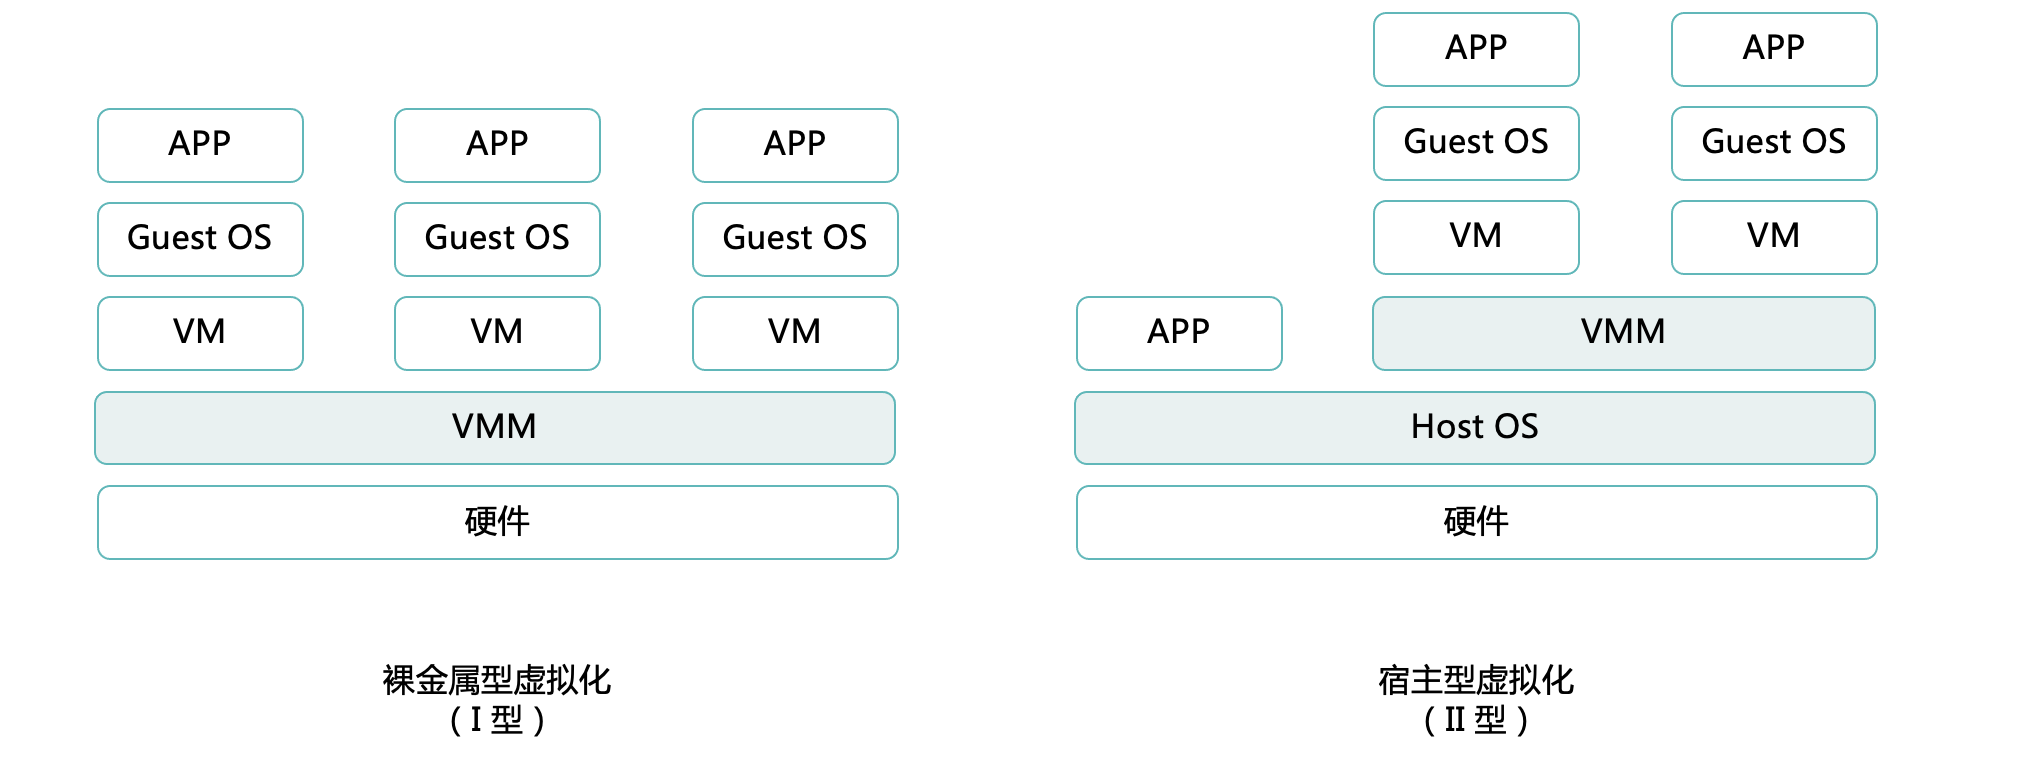 APP
APP
APP
Guest OS
Guest OS
Guest OS
VM
VM
VM
VMM
硬件
裸金属型虚拟化
（I 型）
APP
APP
Guest OS
Guest OS
VM
VM
APP
VMM
Host OS
硬件
宿主型虚拟化
（II 型）